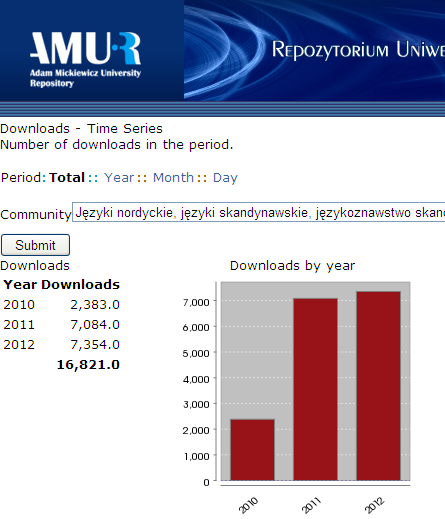 AMUR
Adam Mickiewicz University
Repository
REPOZYTORIUM UNIWE
Downloads - Time Series
Number of downloads in the period.
Period: Total :: Year :: Month :: Day
Community Języki nordyckie, języki skandynawskie, językoznawstwo skand
Submit
Downloads
Year Downloads
2010 2,383.0
2011 7,084.0
2012 7,354.0
16,821.0
Downloads by year
7,000
6,000
5,000
4,000
3,000
2,000
1,000
0
2010 2011 2012